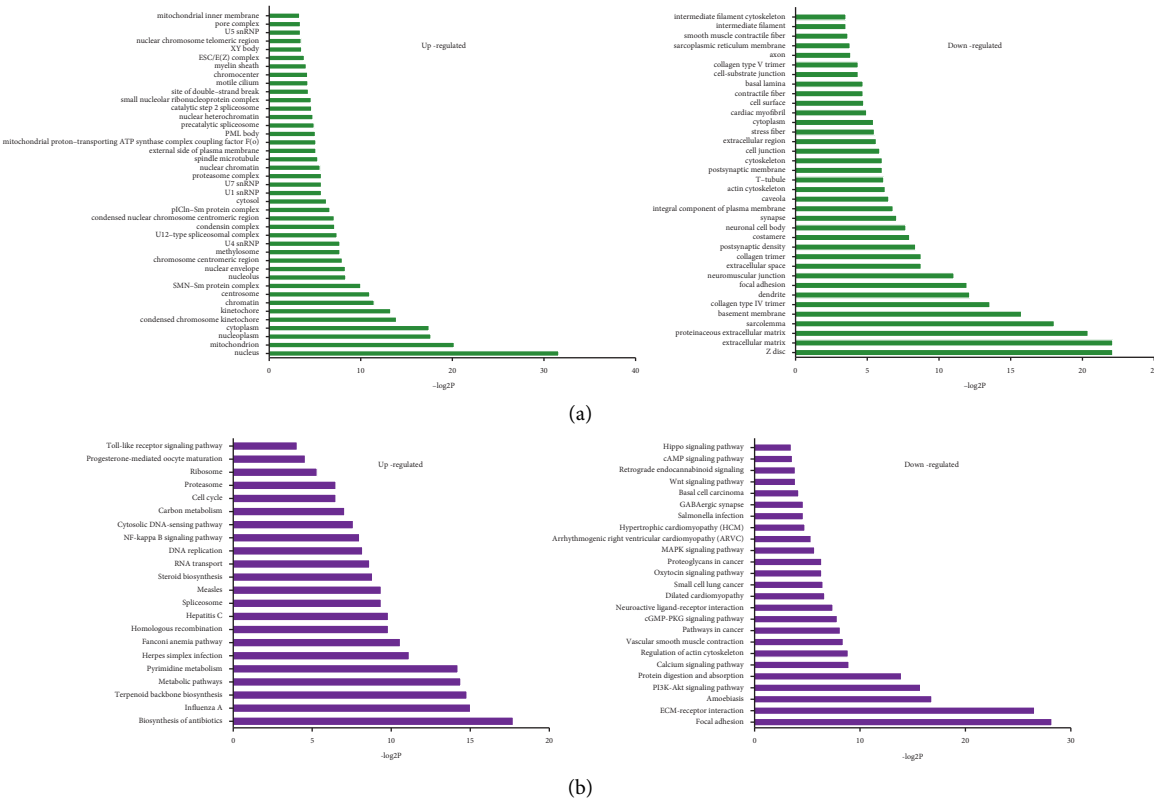 mitochondrial inner membrane
pore complex
U5 snRNP
nuclear chromosome telomeric region
XY body
ESC/E(Z) complex
myelin sheath
chromocenter
motile cilium
site of double–strand break
small nucleolar ribonucleoprotein complex
catalytic step 2 spliceosome
nuclear heterochromatin
precatalytic spliceosome
PML body
mitochondrial proton–transporting ATP synthase complex coupling factor F(o)
external side of plasma membrane
spindle microtubule
nuclear chromatin
proteasome complex
U7 snRNP
U1 snRNP
cytosol
pICln–Sm protein complex
condensed nuclear chromosome centromeric region
condensin complex
U12–type spliceosomal complex
U4 snRNP
methylosome
chromosome centromeric region
nuclear envelope
nucleolus
SMN–Sm protein complex
centrosome
chromatin
kinetochore
condensed chromosome kinetochore
cytoplasm
nucleoplasm
mitochondrion
nucleus
Up -regulated
0 10 20 30 40
–log2P
intermediate filament cytoskeleton
intermediate filament
smooth muscle contractile fiber
sarcoplasmic reticulum membrane
axon
collagen type V trimer
cell-substrate junction
basal lamina
contractile fiber
cell surface
cardiac myofibril
cytoplasm
stress fiber
extracellular region
cell junction
cytoskeleton
postsynaptic membrane
T–tubule
actin cytoskeleton
caveola
integral component of plasma membrane
synapse
neuronal cell body
costamere
postsynaptic density
collagen trimer
extracellular space
neuromuscular junction
focal adhesion
dendrite
collagen type IV trimer
basement membrane
sarcolemma
proteinaceous extracellular matrix
extracellular matrix
Z disc
Down -regulated
0 5 10 15 20
–log2P
(a)
Toll-like receptor signaling pathway
Progesterone-mediated oocyte maturation
Ribosome
Proteasome
Cell cycle
Carbon metabolism
Cytosolic DNA-sensing pathway
NF-kappa B signaling pathway
DNA replication
RNA transport
Steroid biosynthesis
Measles
Spliceosome
Hepatitis C
Homologous recombination
Fanconi anemia pathway
Herpes simplex infection
Pyrimidine metabolism
Metabolic pathways
Terpenoid backbone biosynthesis
Influenza A
Biosynthesis of antibiotics
Up -regulated
0 5 10 15 20
-log2P
Hippo signaling pathway
cAMP signaling pathway
Retrograde endocannabinoid signaling
Wnt signaling pathway
Basal cell carcinoma
GABAergic synapse
Salmonella infection
Hypertrophic cardiomyopathy (HCM)
Arrhythmogenic right ventricular cardiomyopathy (ARVC)
MAPK signaling pathway
Proteoglycans in cancer
Oxytocin signaling pathway
Small cell lung cancer
Dilated cardiomyopathy
Neuroactive ligand-receptor interaction
cGMP-PKG signaling pathway
Pathways in cancer
Vascular smooth muscle contraction
Regulation of actin cytoskeleton
Calcium signaling pathway
Protein digestion and absorption
PI3K-Akt signaling pathway
Amoebiasis
ECM-receptor interaction
Focal adhesion
Down -regulated
0 10 20 30
-log2P
(b)